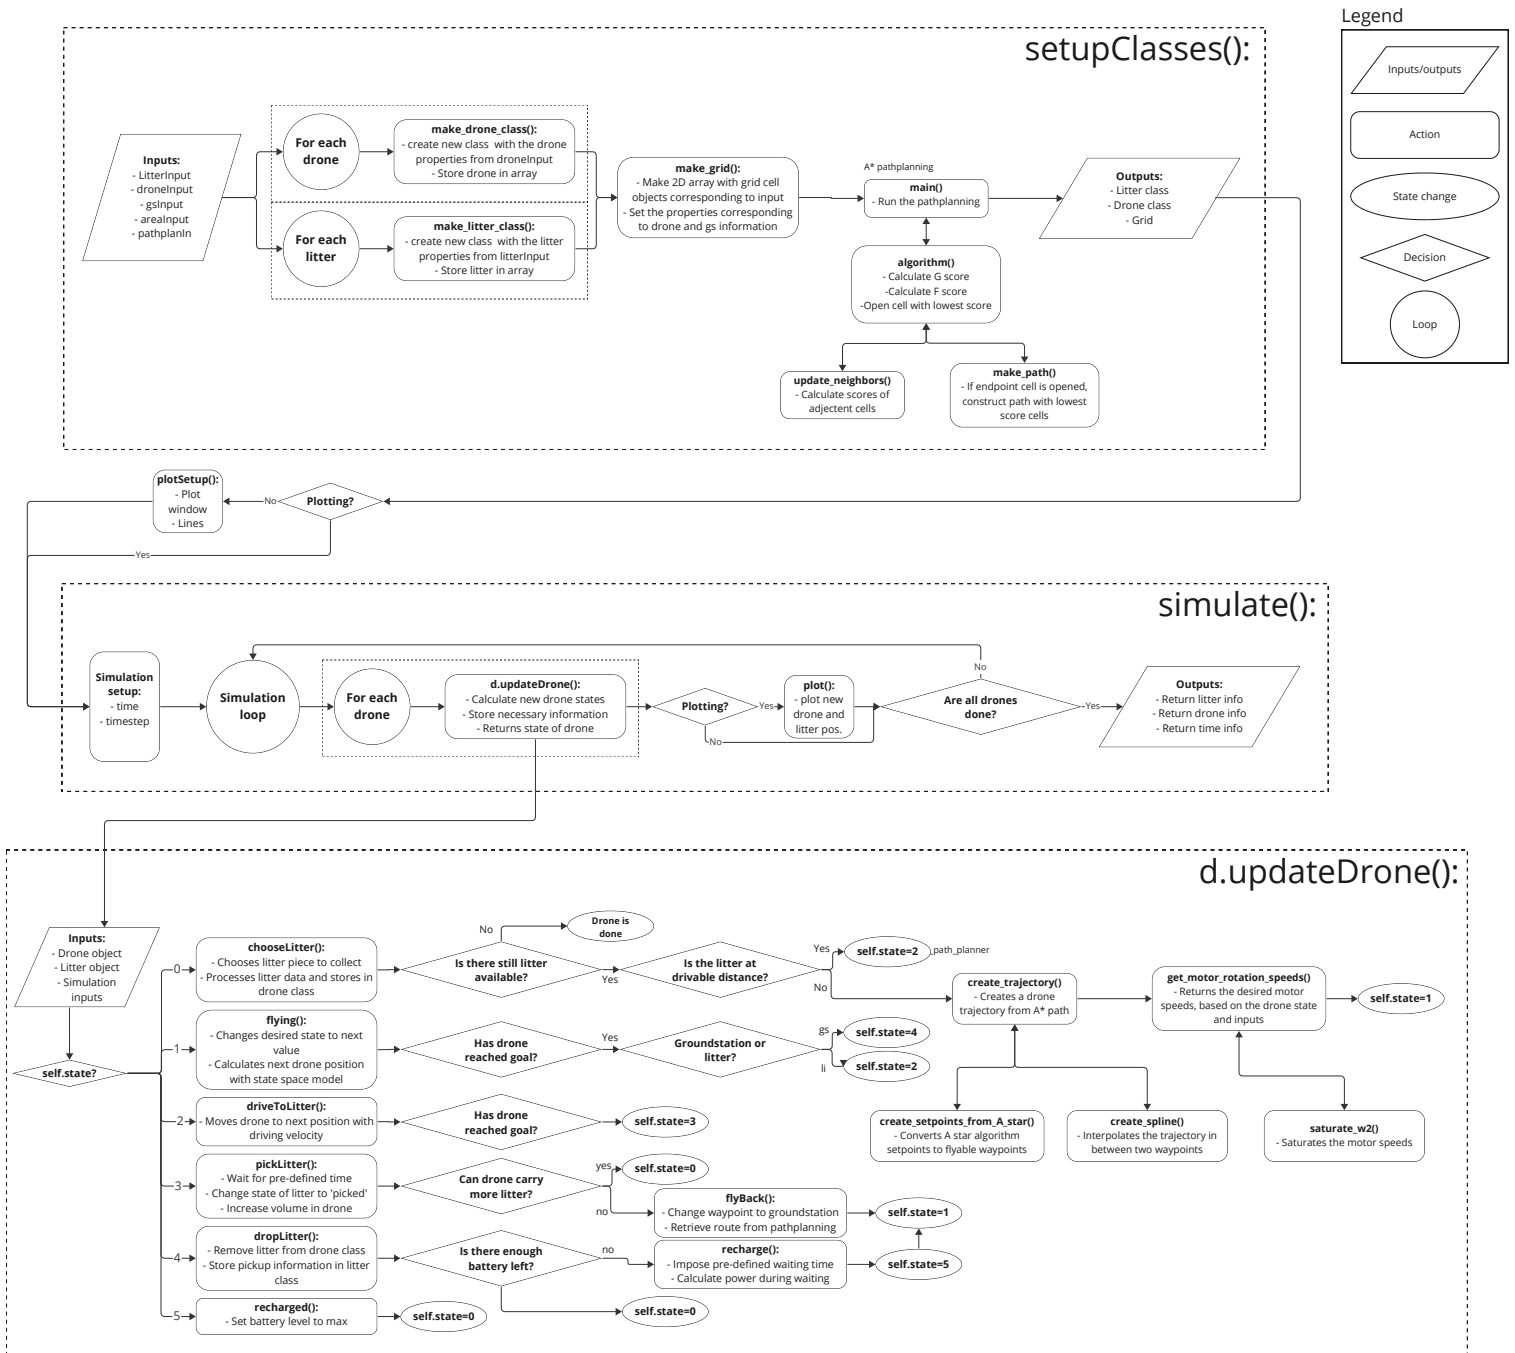 Legend
Inputs/outputs
Action
State change
Decision
Loop
setupClasses():
Inputs:
- LitterInput
- droneInput
- gsInput
- areaInput
- pathplanIn
For each
drone
make_drone_class():
- create new class with the drone
properties from droneInput
- Store drone in array
For each
litter
make_litter_class():
- create new class with the litter
properties from litterInput
- Store litter in array
make_grid():
- Make 2D array with grid cell
objects corresponding to input
- Set the properties corresponding
to drone and gs information
A* pathplanning
main()
- Run the pathplanning
algorithm()
- Calculate G score
-Calculate F score
-Open cell with lowest score
update_neighbors()
- Calculate scores of
adjectent cells
make_path()
- If endpoint cell is opened,
construct path with lowest
score cells
Outputs:
- Litter class
- Drone class
- Grid
plotSetup():
- Plot
window
- Lines
No
Plotting?
Yes
simulate():
Simulation
setup:
- time
- timestep
Simulation
loop
For each
drone
d.updateDrone():
- Calculate new drone states
- Store necessary information
- Returns state of drone
Plotting?
Yes
No
plot():
- plot new
drone and
litter pos.
No
Are all drones
done?
Yes
Outputs:
- Return litter info
- Return drone info
- Return time info
d.updateDrone():
Inputs:
- Drone object
- Litter object
- Simulation
inputs
self.state?
0
chooseLitter():
- Chooses litter piece to collect
- Processes litter data and stores in
drone class
Is there still litter
available?
No
Drone is
done
Yes
Is the litter at
drivable distance?
Yes
self.state=2
path_planner
No
create_trajectory()
- Creates a drone
trajectory from A* path
get_motor_rotation_speeds()
- Returns the desired motor
speeds, based on the drone state
and inputs
self.state=1
create_setpoints_from_A_star()
- Converts A star algorithm
setpoints to flyable waypoints
create_spline()
- Interpolates the trajectory in
between two waypoints
saturate_w2()
- Saturates the motor speeds
1
flying():
- Changes desired state to next
value
- Calculates next drone position
with state space model
Has drone
reached goal?
Yes
Groundstation or
litter?
gs
self.state=4
li
self.state=2
2
driveToLitter():
- Moves drone to next position with
driving velocity
Has drone
reached goal?
self.state=3
3
pickLitter():
- Wait for pre-defined time
- Change state of litter to 'picked'
- Increase volume in drone
Can drone carry
more litter?
yes
self.state=0
no
flyBack():
- Change waypoint to groundstation
- Retrieve route from pathplanning
self.state=1
4
dropLitter():
- Remove litter from drone class
- Store pickup information in litter
class
Is there enough
battery left?
no
recharge():
- Impose pre-defined waiting time
- Calculate power during waiting
self.state=5
self.state=0
5
recharged():
- Set battery level to max
self.state=0